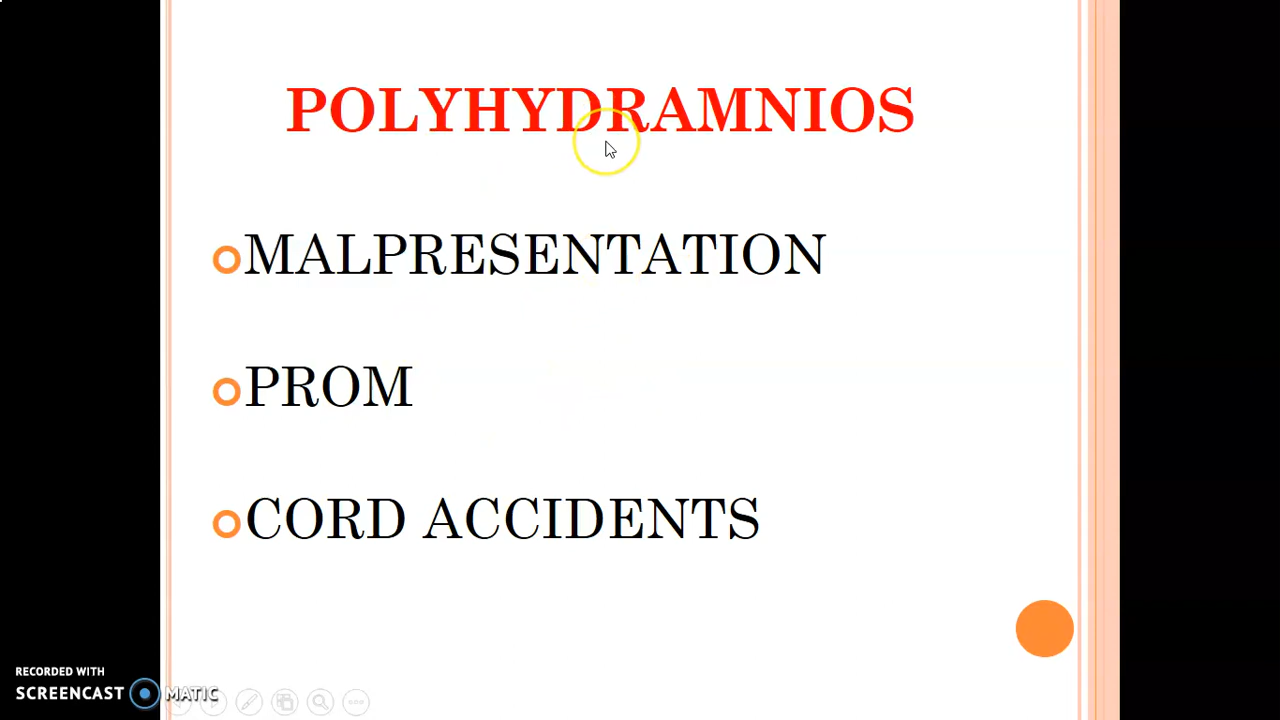 POLYHYDRAMNIOS
MALPRESENTATION
PROM
CORD ACCIDENTS
RECORDED WITH
SCREENCAST MATIC